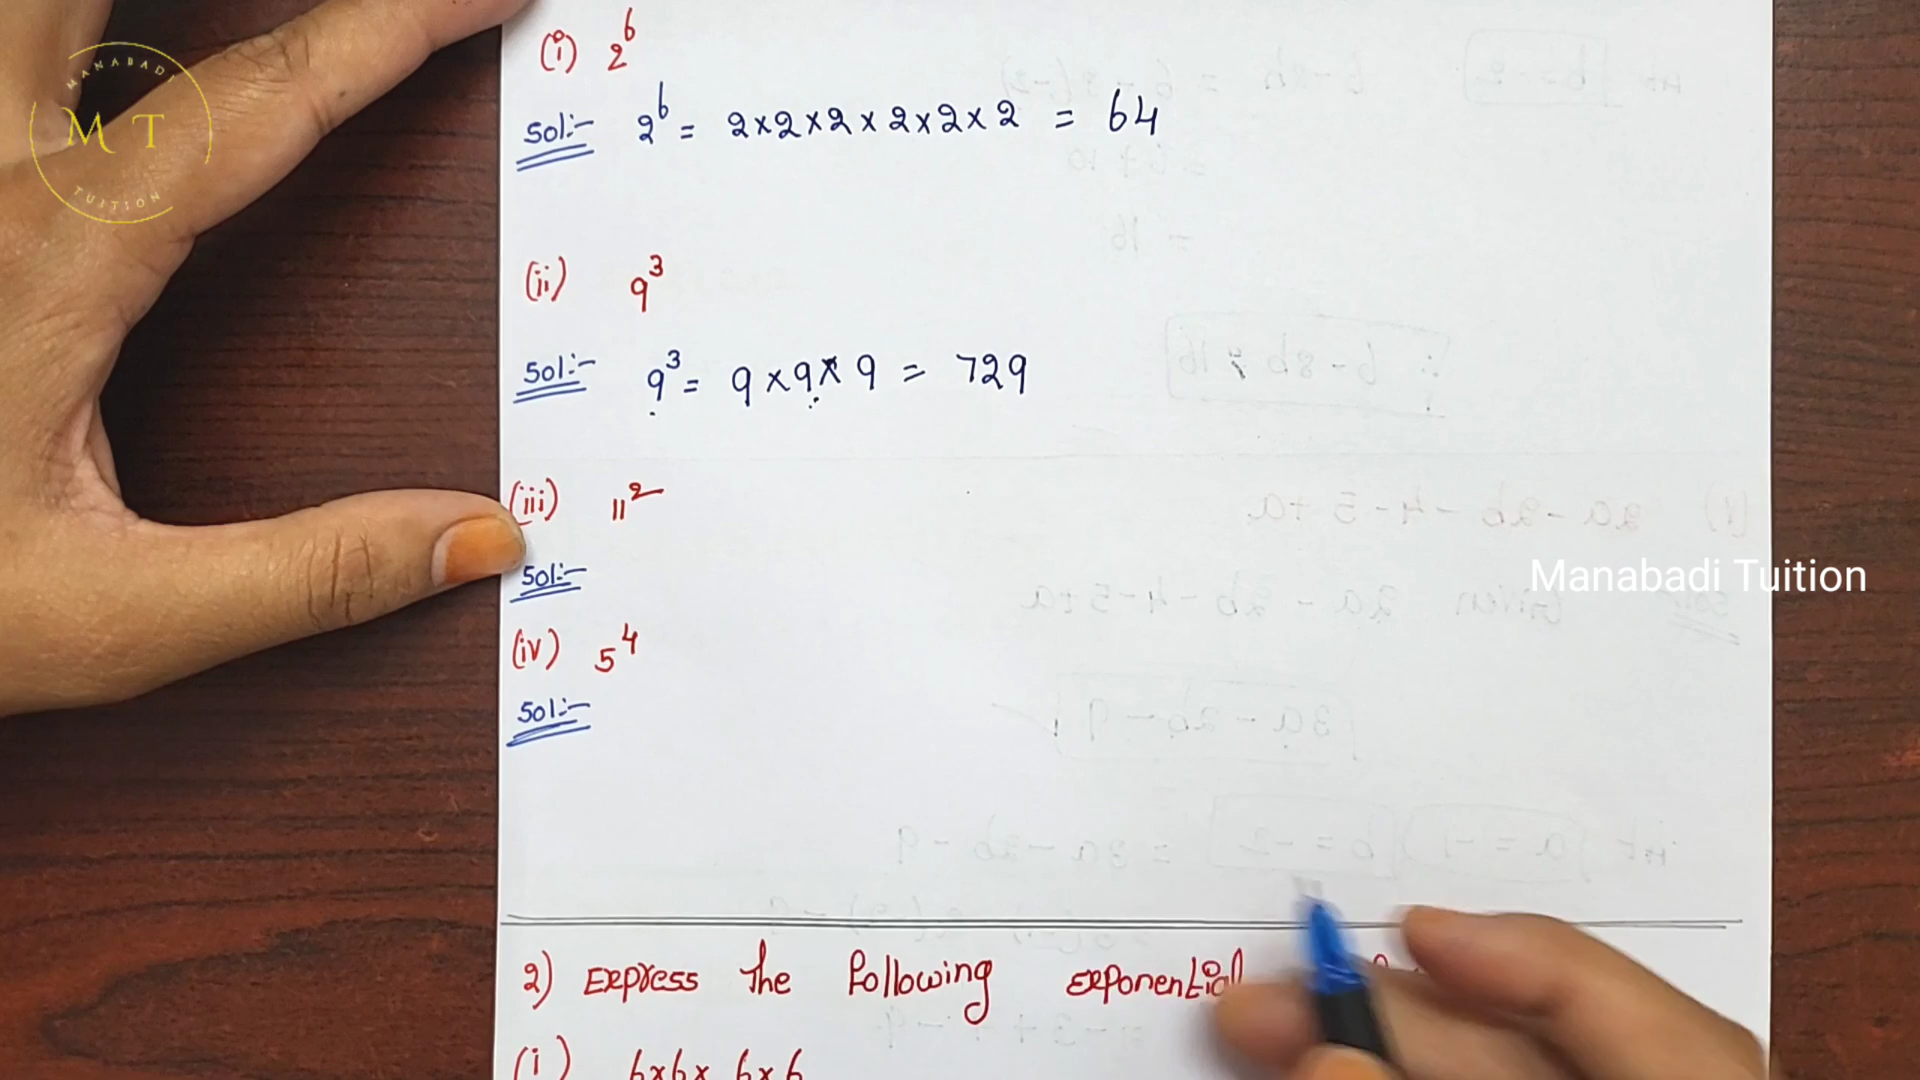 MANABADI
M T
TUITION
(i) 2^6
Sol:- 2^6 = 2×2×2×2×2×2 = 64
(ii) 9^3
Sol:- 9^3 = 9×9×9 = 729
(iii) 11^2
Sol:-
Manabadi Tuition
(iv) 5^4
Sol:-
2) Express the following exponential
(i) 6×6×6×6